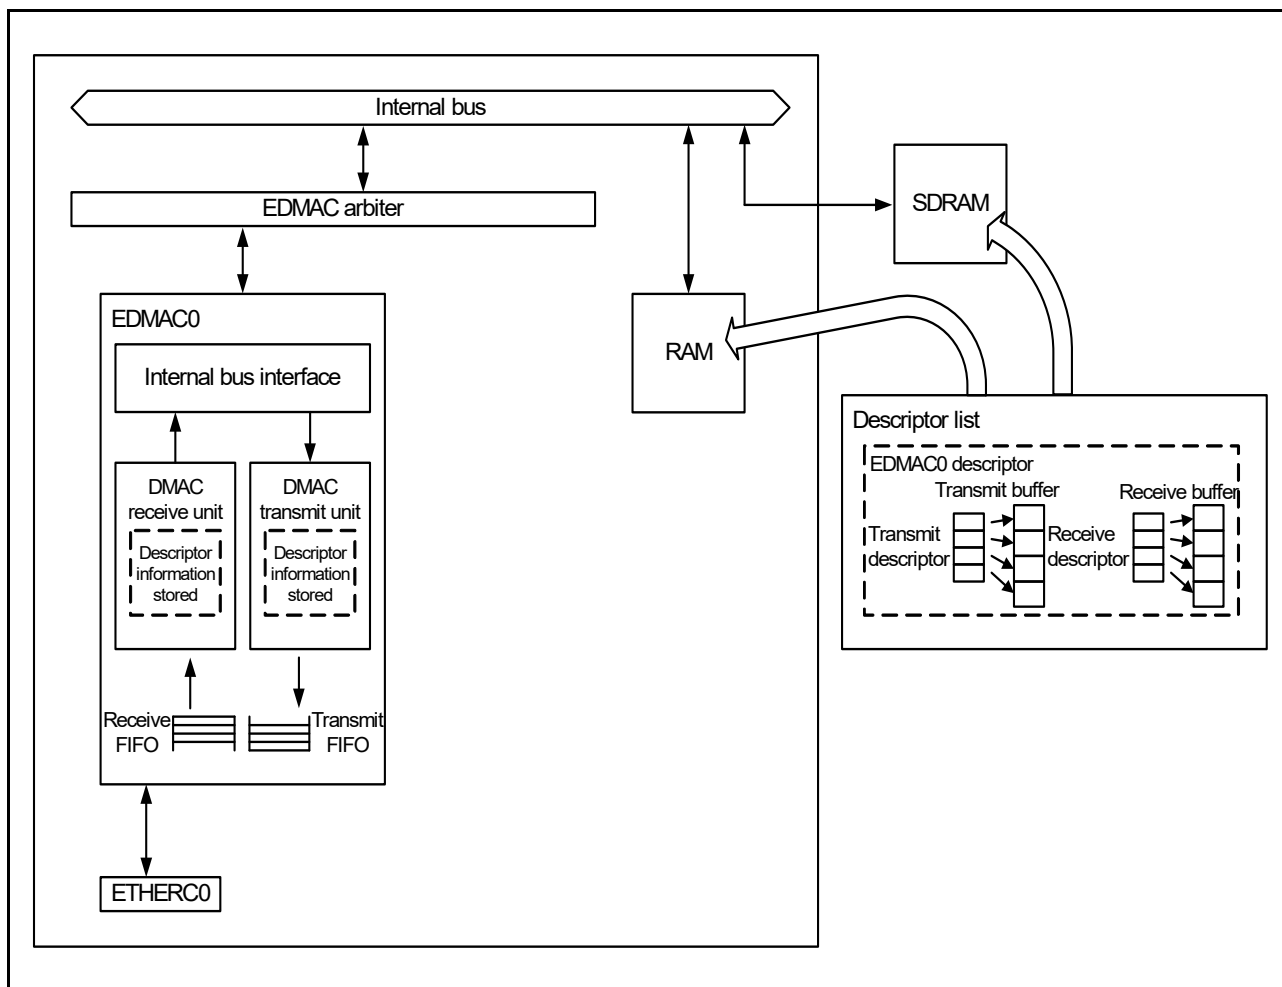 Internal bus
EDMAC arbiter
SDRAM
EDMAC0
Internal bus interface
RAM
DMAC
receive unit
Descriptor
information
stored
DMAC
transmit unit
Descriptor
information
stored
Receive
FIFO
Transmit
FIFO
ETHERC0
Descriptor list
EDMAC0 descriptor
Transmit buffer
Receive buffer
Transmit
descriptor
Receive
descriptor